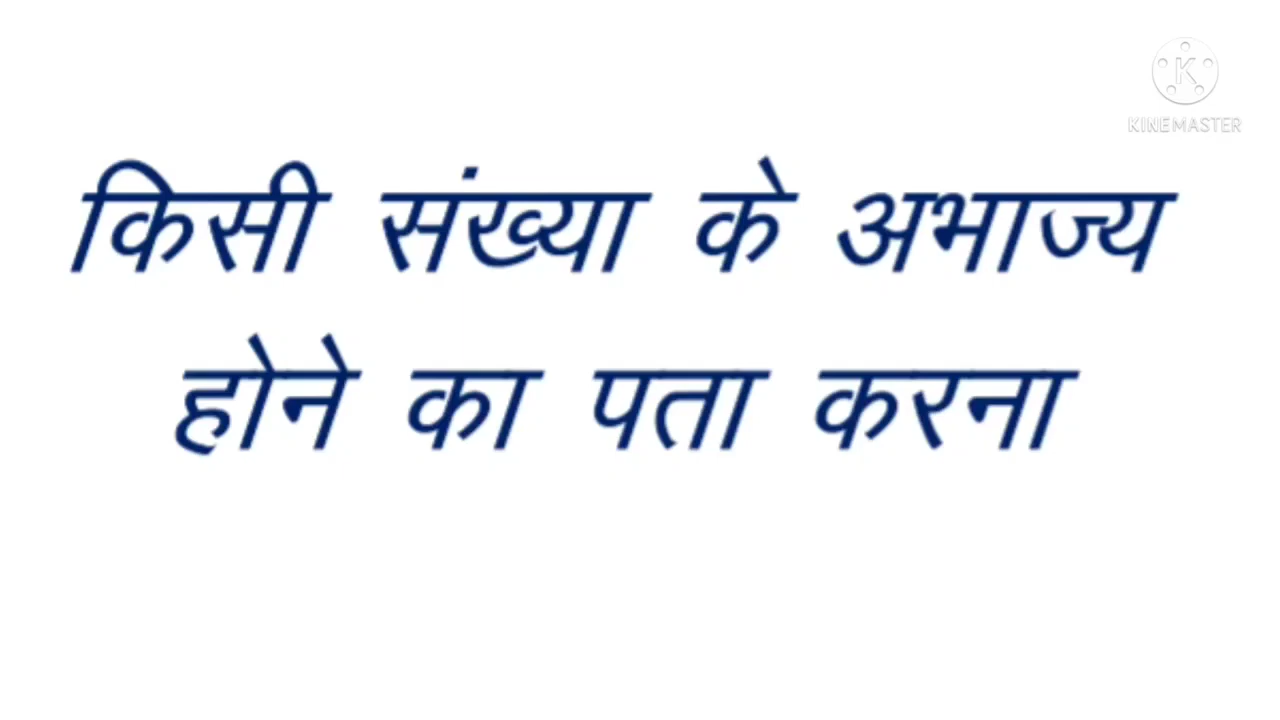 KINEMASTER
किसी संख्या के अभाज्य
होने का पता करना